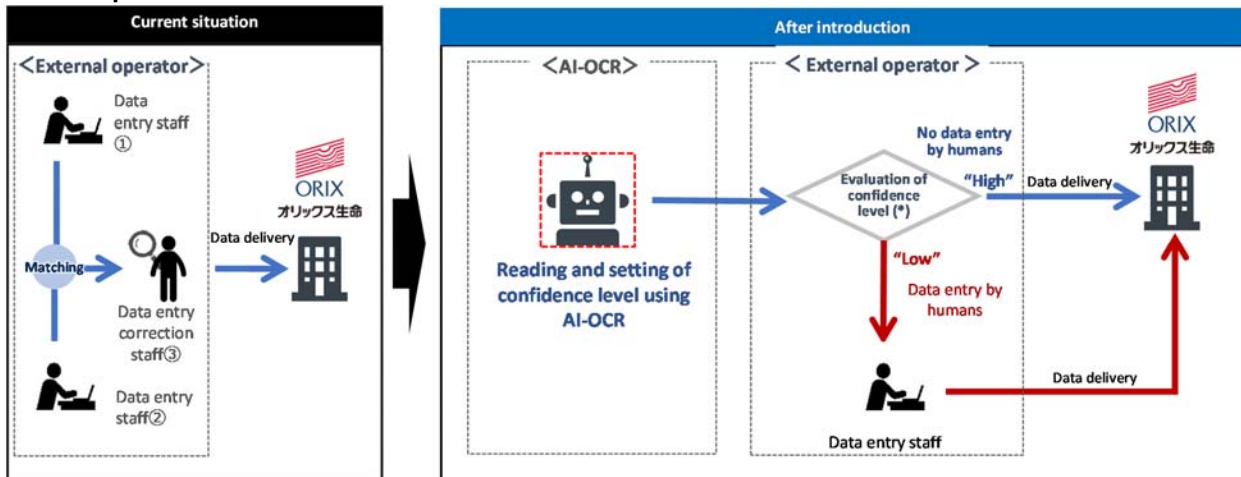 Current situation
<External operator>
Data
entry staff
①
Matching
Data entry
correction
staff③
Data entry
staff②
ORIX
オリックス生命
Data delivery
After introduction
<AI-OCR>
Reading and setting of
confidence level using
AI-OCR
< External operator >
Evaluation of
confidence
level (*)
No data entry
by humans
“High”
Data delivery
“Low”
Data entry by
humans
Data entry staff
Data delivery
ORIX
オリックス生命